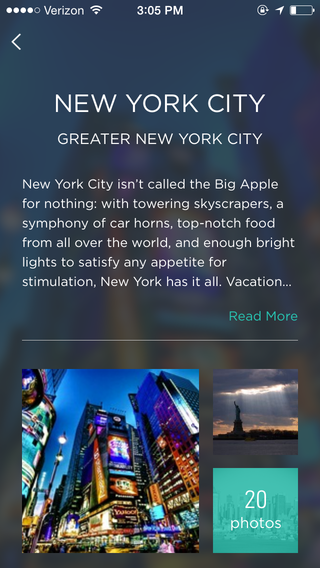 Verizon 3:05 PM
NEW YORK CITY
GREATER NEW YORK CITY
New York City isn't called the Big Apple
for nothing: with towering skyscrapers, a
symphony of car horns, top-notch food
from all over the world, and enough bright
lights to satisfy any appetite for
stimulation, New York has it all. Vacation...
Read More
YAHOO!
20
photos